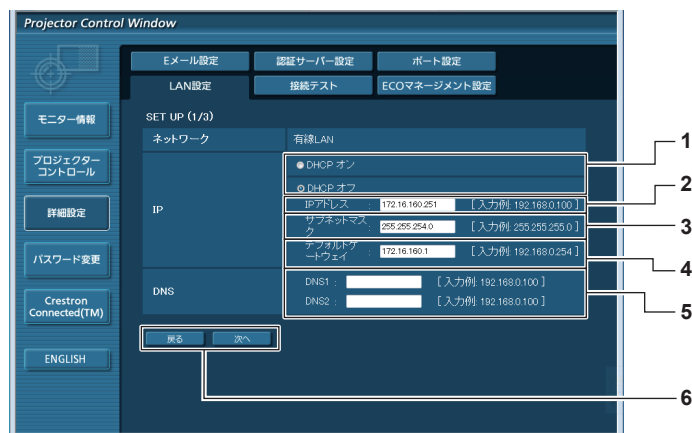 Projector Control Window
Eメール設定 認証サーバー設定 ポート設定
LAN設定 接続テスト ECOマネージメント設定
モニター情報
プロジェクター
コントロール
詳細設定
パスワード変更
Crestron
Connected(TM)
ENGLISH
SET UP (1/3)
ネットワーク 有線LAN
IP
DHCP オン
DHCP オフ
IPアドレス : 172.16.160.251 [ 入力例: 192.168.0.100 ]
サブネットマス
ク : 255.255.254.0 [ 入力例: 255.255.255.0 ]
デフォルトゲ
ートウェイ : 172.16.160.1 [ 入力例: 192.168.0.254 ]
DNS
DNS1 : [ 入力例: 192.168.0.100 ]
DNS2 : [ 入力例: 192.168.0.100 ]
戻る 次へ
1
2
3
4
5
6